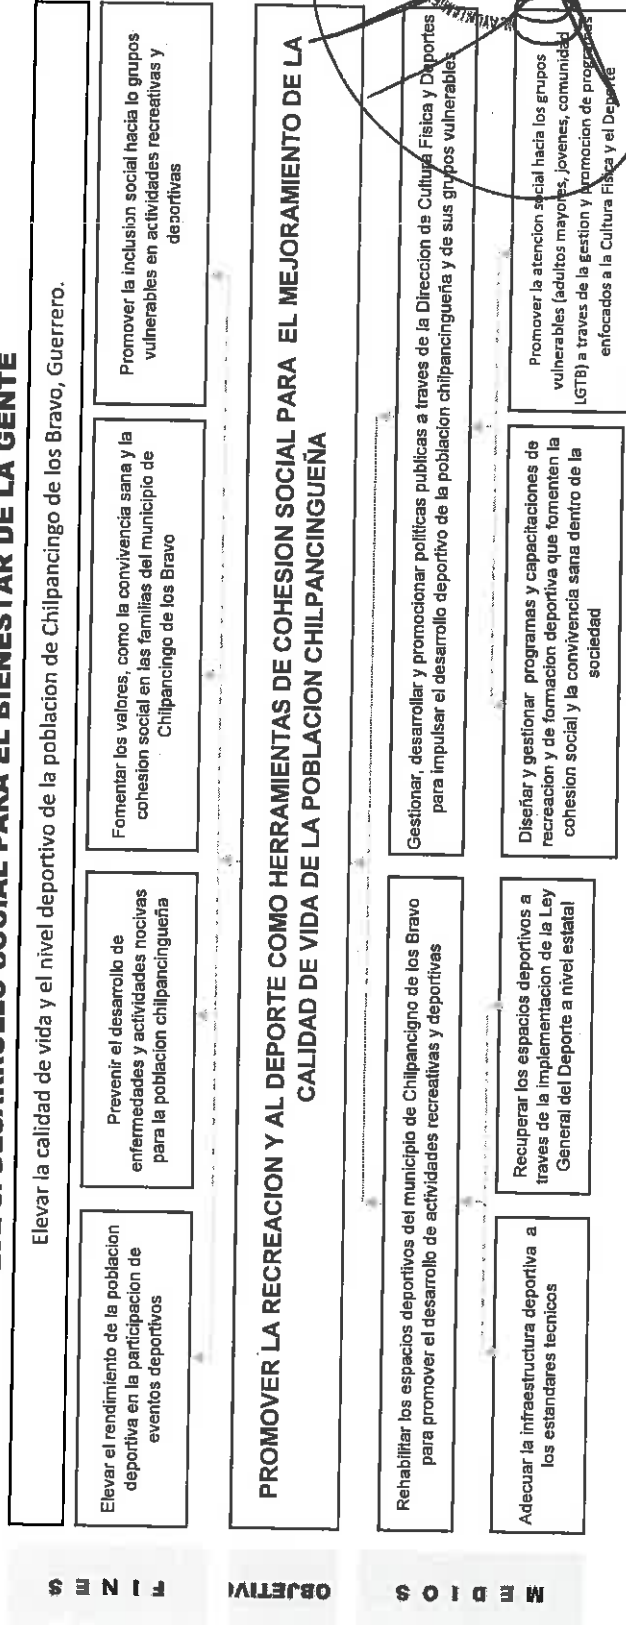 SOCIAL PARA EL BIENESTAR DE LA GENTE
Elevar la calidad de vida y el nivel deportivo de la poblacion de Chilpancingo de los Bravo, Guerrero.
FINES
Elevar el rendimiento de la poblacion
deportiva en la participacion de
eventos deportivos
Prevenir el desarrollo de
enfermedades y actividades nocivas
para la poblacion chilpancingueña
Fomentar los valores, como la convivencia sana y la
cohesion social en las familias del municipio de
Chilpancingo de los Bravo
Promover la inclusion social hacia lo grupos
vulnerables en actividades recreativas y
deportivas
OBJETIVO
PROMOVER LA RECREACION Y AL DEPORTE COMO HERRAMIENTAS DE COHESION SOCIAL PARA EL MEJORAMIENTO DE LA
CALIDAD DE VIDA DE LA POBLACION CHILPANCINGUEÑA
MEDIOS
Rehabilitar los espacios deportivos del municipio de Chilpancigno de los Bravo
para promover el desarrollo de actividades recreativas y deportivas
Gestionar, desarrollar y promocionar politicas publicas a traves de la Direccion de Cultura Fisica y Deportes
para impulsar el desarrollo deportivo de la poblacion chilpancingueña y de sus grupos vulnerables
Adecuar la infraestructura deportiva a
los estandares tecnicos
Recuperar los espacios deportivos a
traves de la implementacion de la Ley
General del Deporte a nivel estatal
Diseñar y gestionar programas y capacitaciones de
recreacion y de formacion deportiva que fomenten la
cohesion social y la convivencia sana dentro de la
sociedad
Promover la atencion social hacia los grupos
vulnerables (adultos mayores, jovenes, comunidad
LGTB) a traves de la gestion y promocion de programas
enfocados a la Cultura Fisica y el Deporte